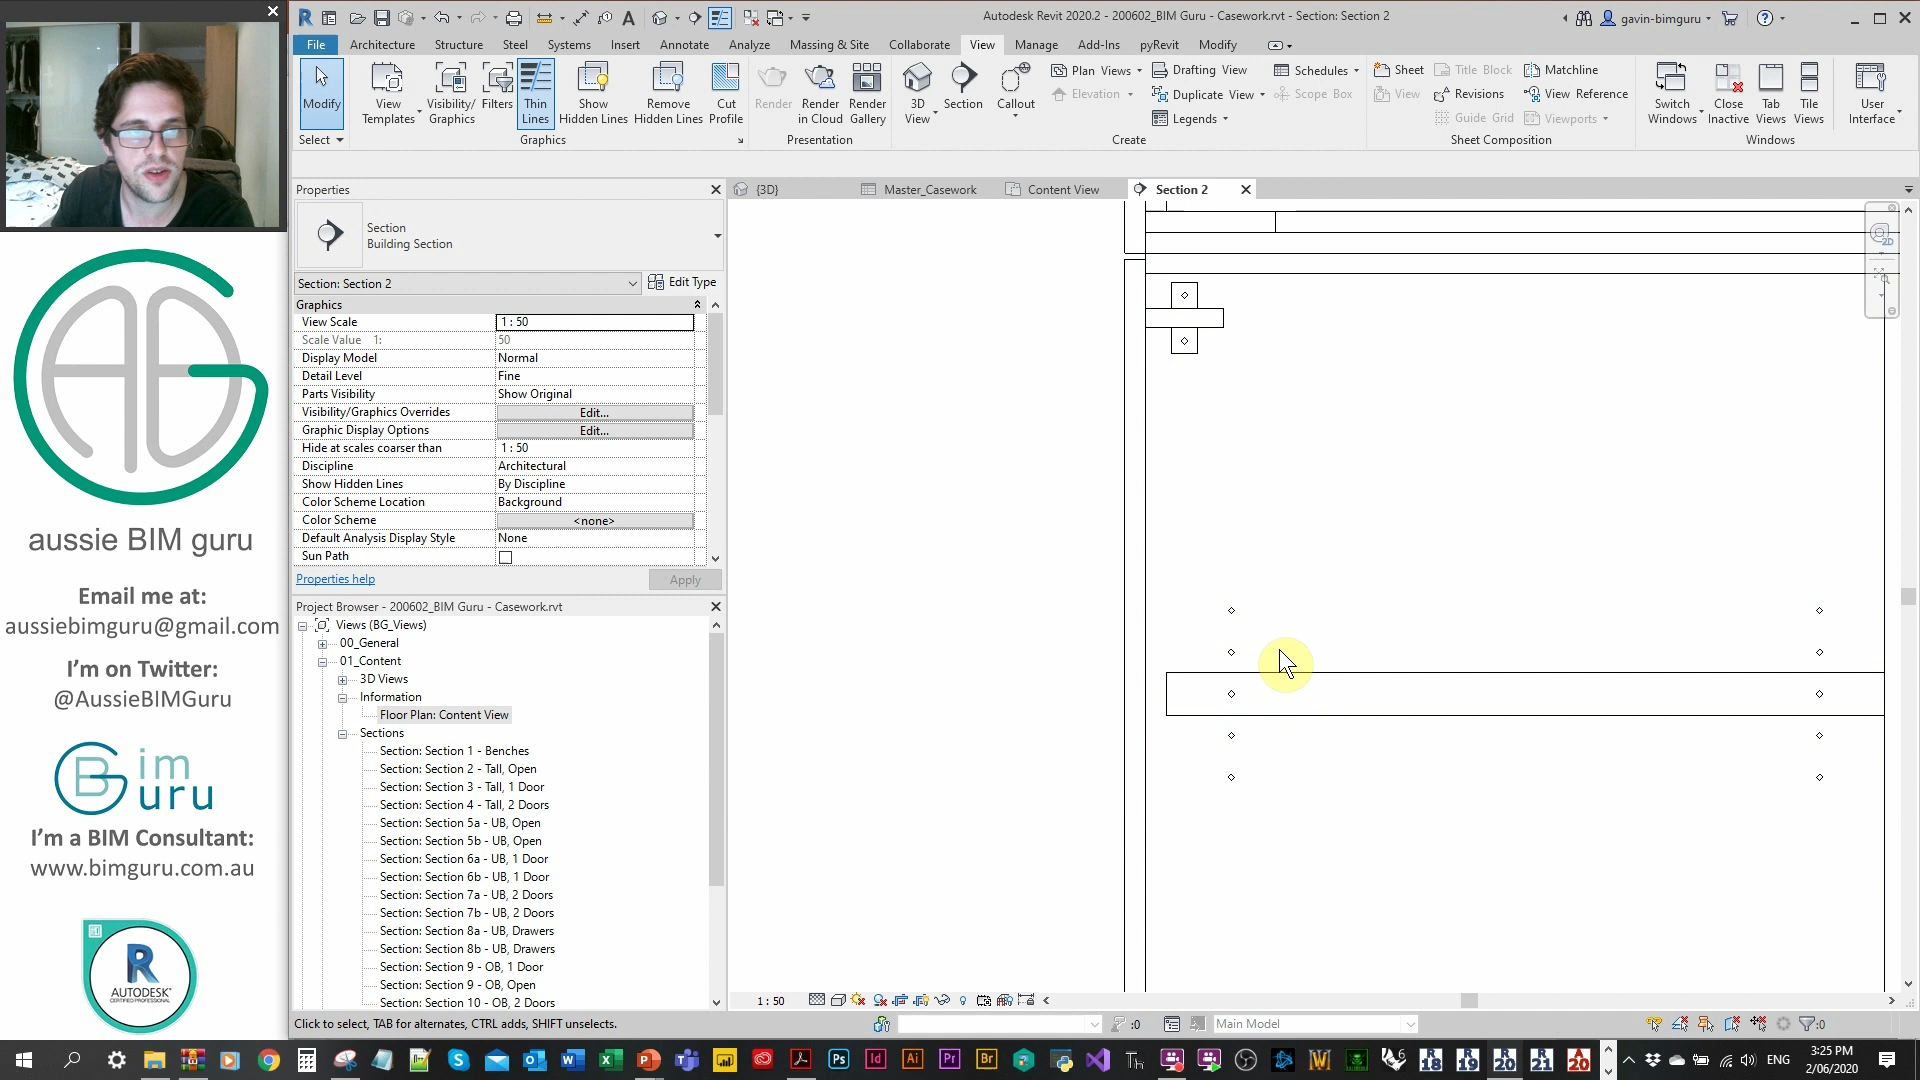 Autodesk Revit 2020.2 - 200602_BIM Guru - Casework.rvt - Section: Section 2
gavin-bimguru
File Architecture Structure Steel Systems Insert Annotate Analyze Massing & Site Collaborate View Manage Add-Ins pyRevit Modify
Modify
View Templates
Visibility/ Graphics
Filters
Thin Lines
Show Hidden Lines
Remove Hidden Lines
Cut Profile
Render
Render in Cloud
Render Gallery
3D View
Section
Callout
Plan Views
Elevation
Drafting View
Duplicate View
Legends
Schedules
Scope Box
Sheet
View
Title Block
Revisions
Guide Grid
Matchline
View Reference
Viewports
Switch Windows
Close Inactive
Tab Views
Tile Views
User Interface
Select Graphics Presentation Create Sheet Composition Windows
Properties
{3D} Master_Casework Content View Section 2
Section
Building Section
Section: Section 2 Edit Type
Graphics
View Scale 1 : 50
Scale Value 1: 50
Display Model Normal
Detail Level Fine
Parts Visibility Show Original
Visibility/Graphics Overrides Edit...
Graphic Display Options Edit...
Hide at scales coarser than 1 : 50
Discipline Architectural
Show Hidden Lines By Discipline
Color Scheme Location Background
Color Scheme <none>
Default Analysis Display Style None
Sun Path
Properties help Apply
Project Browser - 200602_BIM Guru - Casework.rvt
Views (BG_Views)
00_General
01_Content
3D Views
Information
Floor Plan: Content View
Sections
Section: Section 1 - Benches
Section: Section 2 - Tall, Open
Section: Section 3 - Tall, 1 Door
Section: Section 4 - Tall, 2 Doors
Section: Section 5a - UB, Open
Section: Section 5b - UB, Open
Section: Section 6a - UB, 1 Door
Section: Section 6b - UB, 1 Door
Section: Section 7a - UB, 2 Doors
Section: Section 7b - UB, 2 Doors
Section: Section 8a - UB, Drawers
Section: Section 8b - UB, Drawers
Section: Section 9 - OB, 1 Door
Section: Section 9 - OB, Open
Section: Section 10 - OB, 2 Doors
2D
1 : 50
Click to select, TAB for alternates, CTRL adds, SHIFT unselects.
:0
Main Model
:0
aussie BIM guru
Email me at:
aussiebimguru@gmail.com
I'm on Twitter:
@AussieBIMGuru
B im
G uru
I'm a BIM Consultant:
www.bimguru.com.au
R
AUTODESK
CERTIFIED PROFESSIONAL
ENG
3:25 PM
2/06/2020